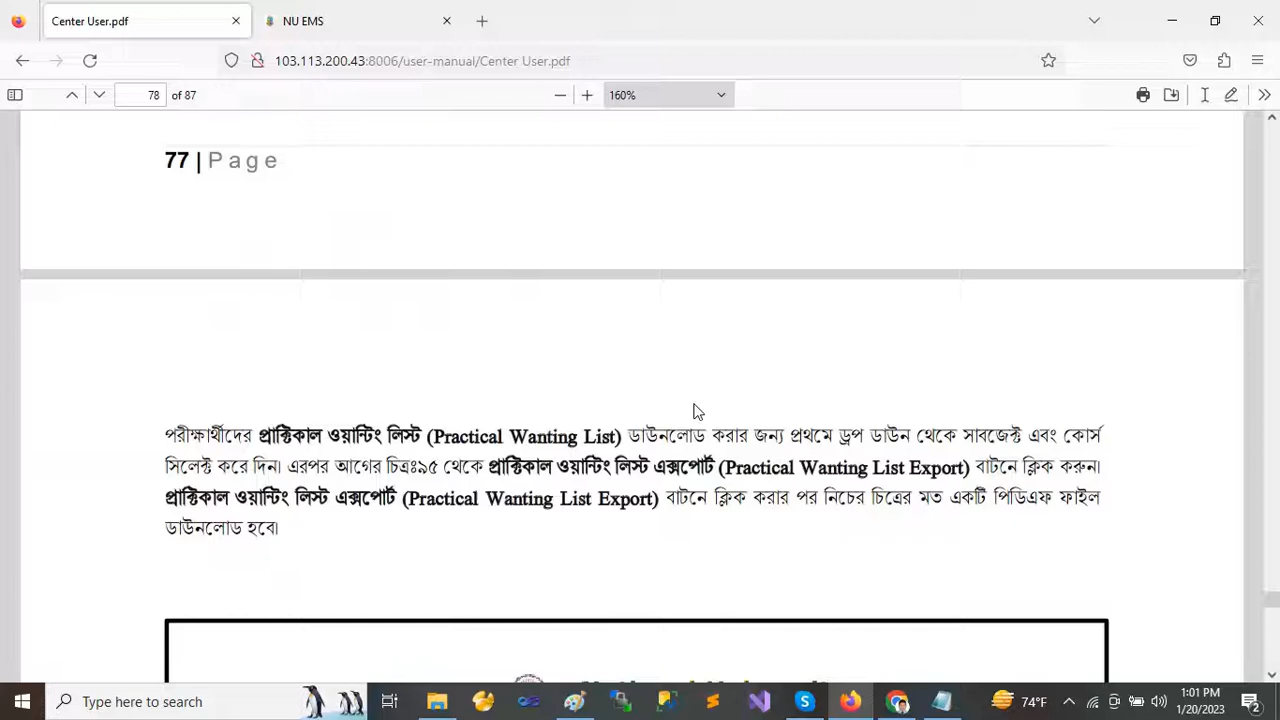 Center User.pdf
NU EMS
103.113.200.43:8006/user-manual/Center User.pdf
78 of 87
160%
77 | Page
পরীক্ষার্থীদের প্রাক্টিকাল ওয়ান্টিং লিস্ট (Practical Wanting List) ডাউনলোড করার জন্য প্রথমে ড্রপ ডাউন থেকে সাবজেক্ট এবং কোর্স
সিলেক্ট করে দিন। এরপর আগের চিত্রঃ৯৫ থেকে প্রাক্টিকাল ওয়ান্টিং লিস্ট এক্সপোর্ট (Practical Wanting List Export) বাটনে ক্লিক করুন।
প্রাক্টিকাল ওয়ান্টিং লিস্ট এক্সপোর্ট (Practical Wanting List Export) বাটনে ক্লিক করার পর নিচের চিত্রের মত একটি পিডিএফ ফাইল
ডাউনলোড হবে।
Type here to search
74°F
1:01 PM
1/20/2023
2